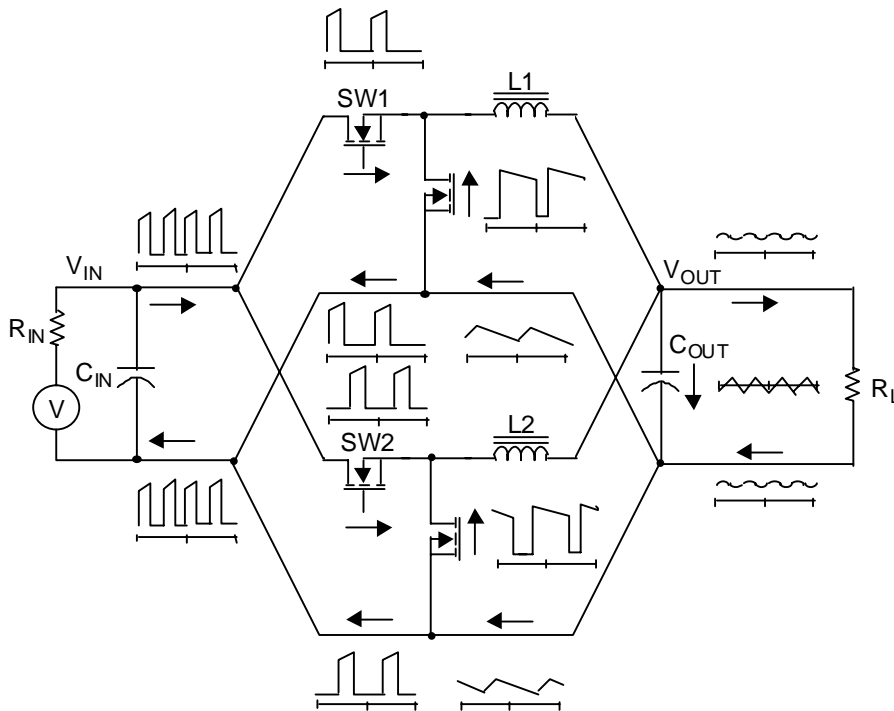 L1
SW1
V_IN
V_OUT
R_IN
C_IN
C_OUT
V
R_L
L2
SW2